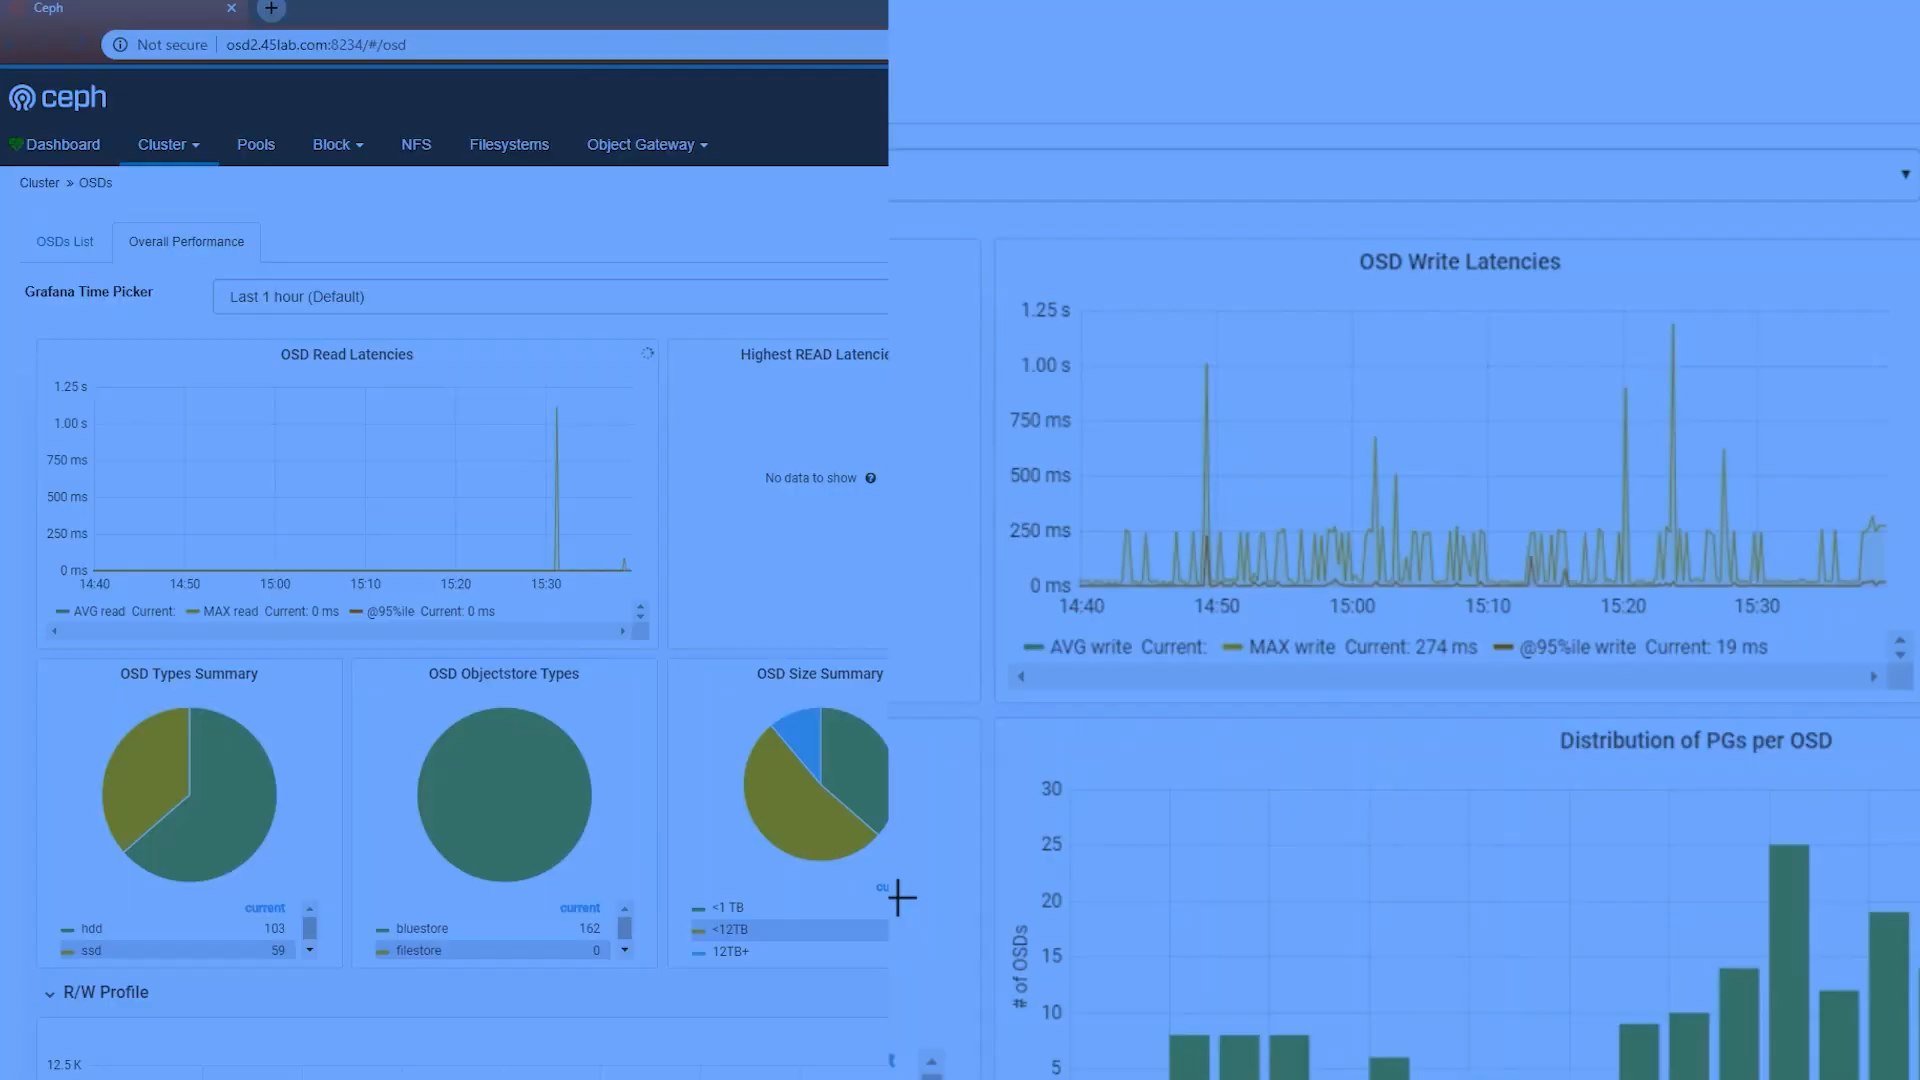 Ceph
Not secure osd2.45lab.com:8234/#/osd
ceph
Dashboard Cluster Pools Block NFS Filesystems Object Gateway
Cluster » OSDs
OSDs List Overall Performance
Grafana Time Picker Last 1 hour (Default)
OSD Read Latencies
1.25 s
1.00 s
750 ms
500 ms
250 ms
0 ms
14:40 14:50 15:00 15:10 15:20 15:30
AVG read Current: MAX read Current: 0 ms @95%ile Current: 0 ms
Highest READ Latencie
No data to show
OSD Write Latencies
1.25 s
1.00 s
750 ms
500 ms
250 ms
0 ms
14:40 14:50 15:00 15:10 15:20 15:30
AVG write Current: MAX write Current: 274 ms @95%ile write Current: 19 ms
OSD Types Summary
current
hdd 103
ssd 59
OSD Objectstore Types
current
bluestore 162
filestore 0
OSD Size Summary
cu
<1 TB
<12TB
12TB+
Distribution of PGs per OSD
# of OSDs
30
25
20
15
10
5
R/W Profile
12.5 K